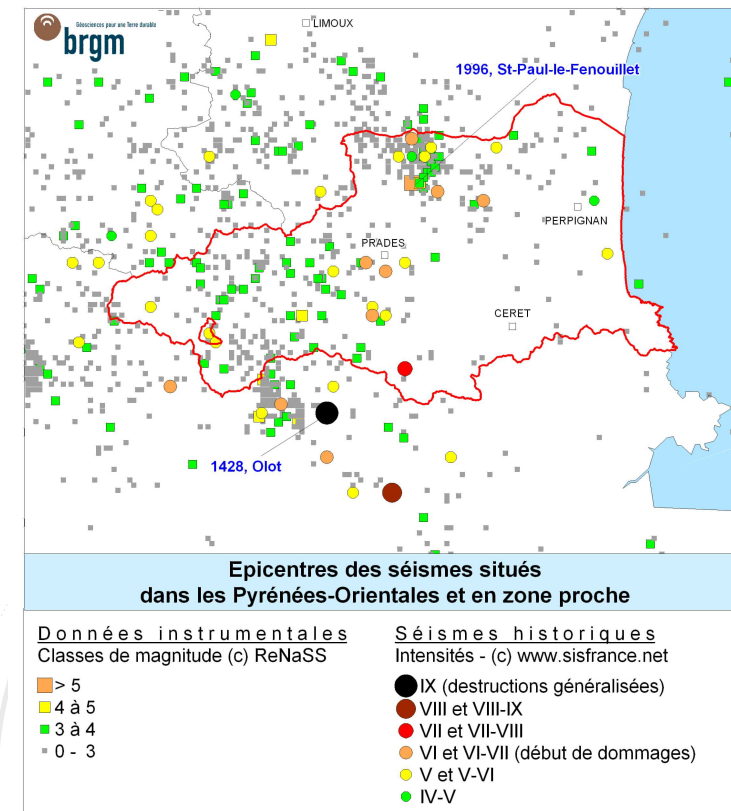 Géosciences pour une Terre durable
brgm
LIMOUX
1996, St-Paul-le-Fenouillet
PERPIGNAN
PRADES
CERET
1428, Olot
Epicentres des séismes situés
dans les Pyrénées-Orientales et en zone proche
Données instrumentales
Classes de magnitude (c) ReNaSS
> 5
4 à 5
3 à 4
0 - 3
Séismes historiques
Intensités - (c) www.sisfrance.net
IX (destructions généralisées)
VIII et VIII-IX
VII et VII-VIII
VI et VI-VII (début de dommages)
V et V-VI
IV-V